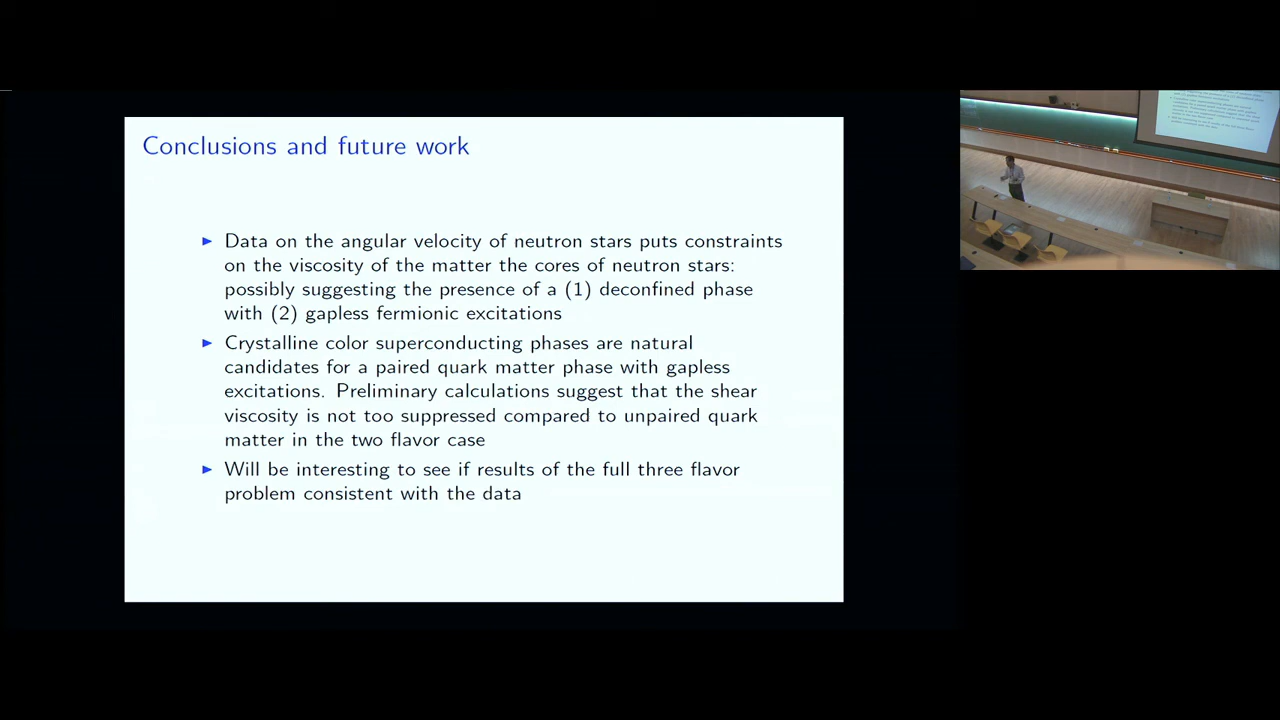 Conclusions and future work
▶ Data on the angular velocity of neutron stars puts constraints
on the viscosity of the matter the cores of neutron stars:
possibly suggesting the presence of a (1) deconfined phase
with (2) gapless fermionic excitations
▶ Crystalline color superconducting phases are natural
candidates for a paired quark matter phase with gapless
excitations. Preliminary calculations suggest that the shear
viscosity is not too suppressed compared to unpaired quark
matter in the two flavor case
▶ Will be interesting to see if results of the full three flavor
problem consistent with the data